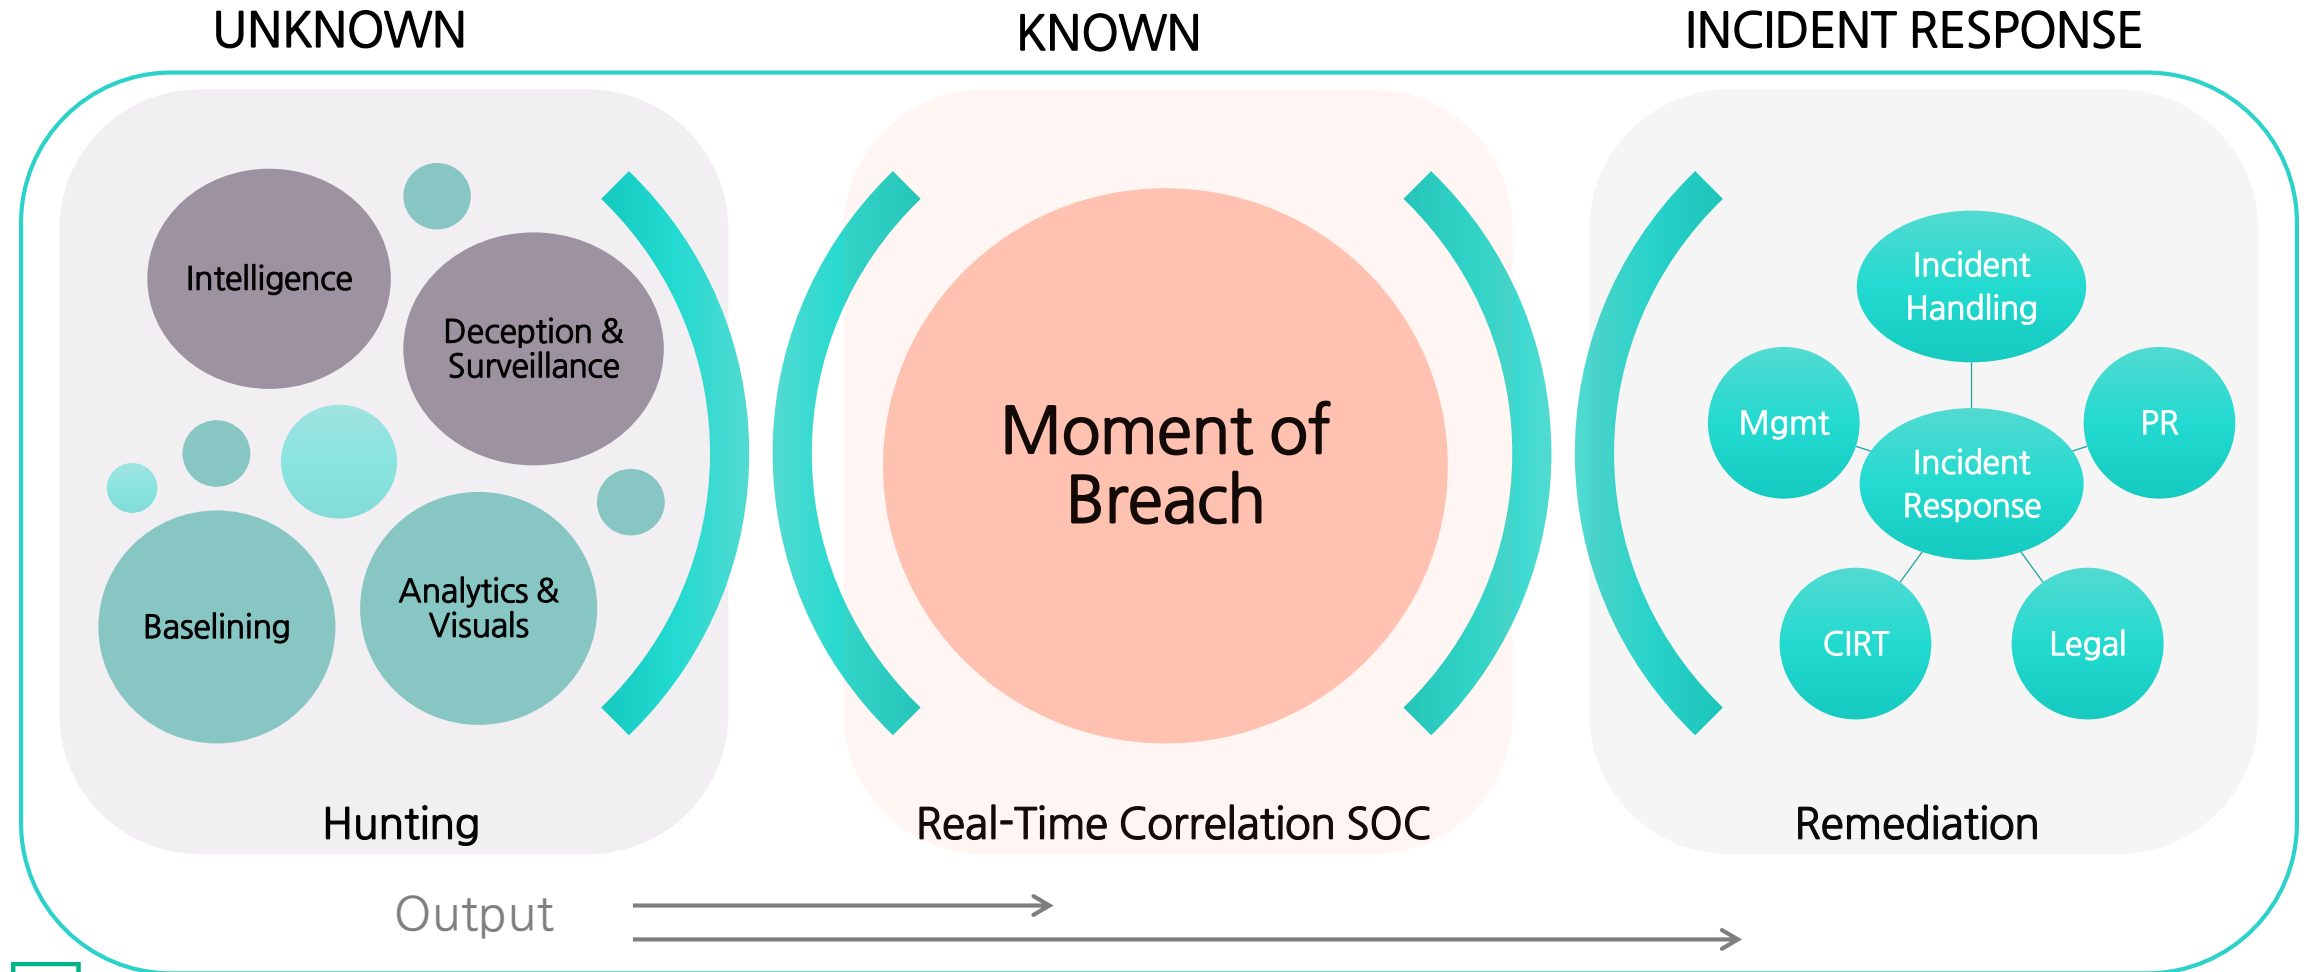 UNKNOWN
KNOWN
INCIDENT RESPONSE
Intelligence
Deception &
Surveillance
Baselining
Analytics &
Visuals
Hunting
Moment of
Breach
Real-Time Correlation SOC
Incident
Handling
Mgmt
PR
Incident
Response
CIRT
Legal
Remediation
Output